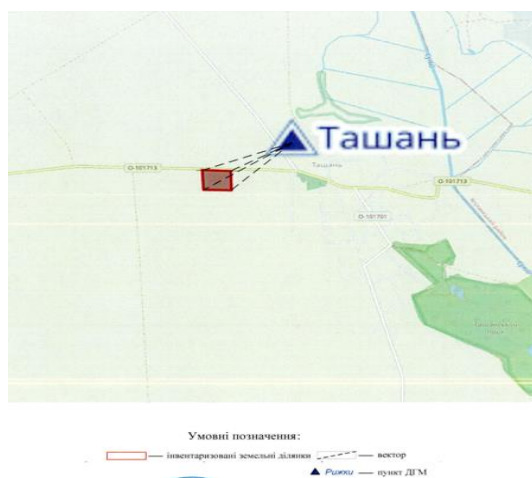 Ташань
О-101713
Ташань
О-101713
О-101701
Умовні позначення:
— інвентаризовані земельні ділянки
— вектор
Рижки — пункт ДГМ